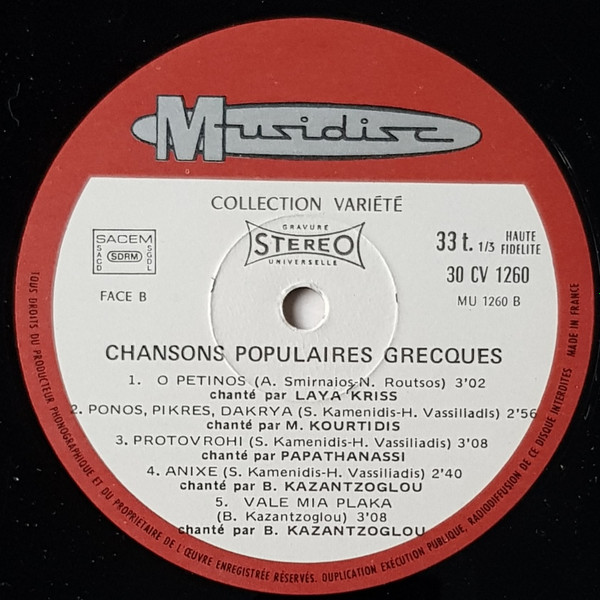 Musidisc
COLLECTION VARIÉTÉ
GRAVURE
STEREO
UNIVERSELLE
SACEM
SACD
SDRM
SGDL
33 t. 1/3 HAUTE FIDELITE
30 CV 1260
MU 1260 B
FACE B
CHANSONS POPULAIRES GRECQUES
1. O PETINOS (A. Smirnaios-N. Routsos) 3'02
chanté par LAYA KRISS
2. PONOS, PIKRES, DAKRYA (S. Kamenidis-H. Vassilladis) 2'56
chanté par M. KOURTIDIS
3. PROTOVROHI (S. Kamenidis-H. Vassiliadis) 3'08
chanté par PAPATHANASSI
4. ANIXE (S. Kamenidis-H. Vassiliadis) 2'40
chanté par B. KAZANTZOGLOU
5. VALE MIA PLAKA
(B. Kazantzoglou) 3'08
chanté par B. KAZANTZOGLOU
TOUS DROITS DU PRODUCTEUR PHONOGRAPHIQUE ET DU PROPRIETAIRE DE L'ŒUVRE ENREGISTRÉE RÉSERVÉS. DUPLICATION EXÉCUTION PUBLIQUE, RADIODIFFUSION DE CE DISQUE INTERDITES MADE IN FRANCE